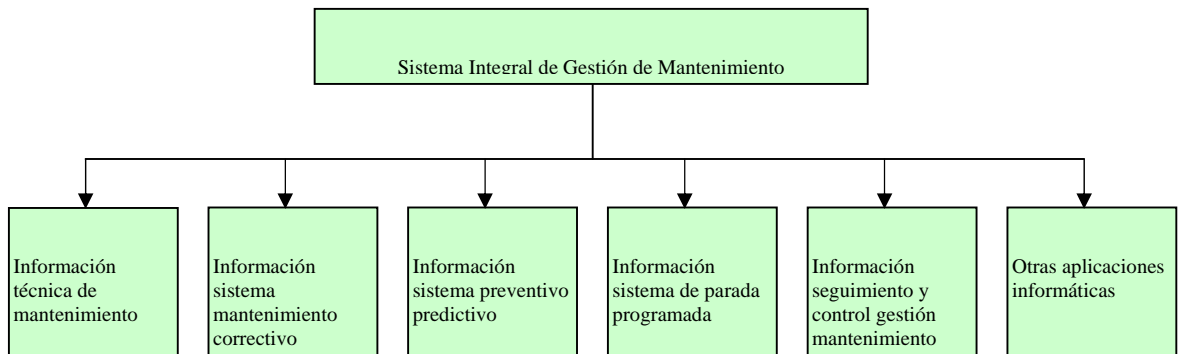 Sistema Integral de Gestión de Mantenimiento
Información
técnica de
mantenimiento
Información
sistema
mantenimiento
correctivo
Información
sistema preventivo
predictivo
Información
sistema de parada
programada
Información
seguimiento y
control gestión
mantenimiento
Otras aplicaciones
informáticas